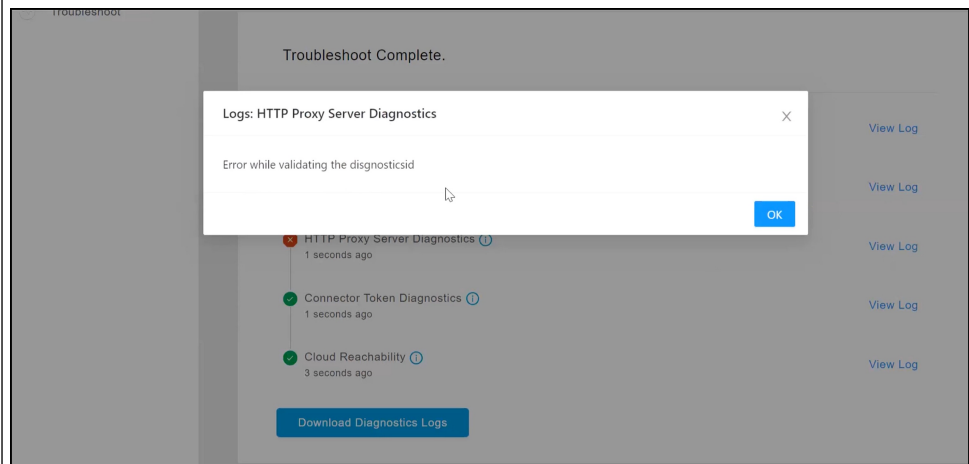 Troubleshoot
Troubleshoot Complete.
Logs: HTTP Proxy Server Diagnostics
View Log
Error while validating the disgnosticsid
View Log
OK
HTTP Proxy Server Diagnostics
1 seconds ago
View Log
Connector Token Diagnostics
1 seconds ago
View Log
Cloud Reachability
3 seconds ago
View Log
Download Diagnostics Logs